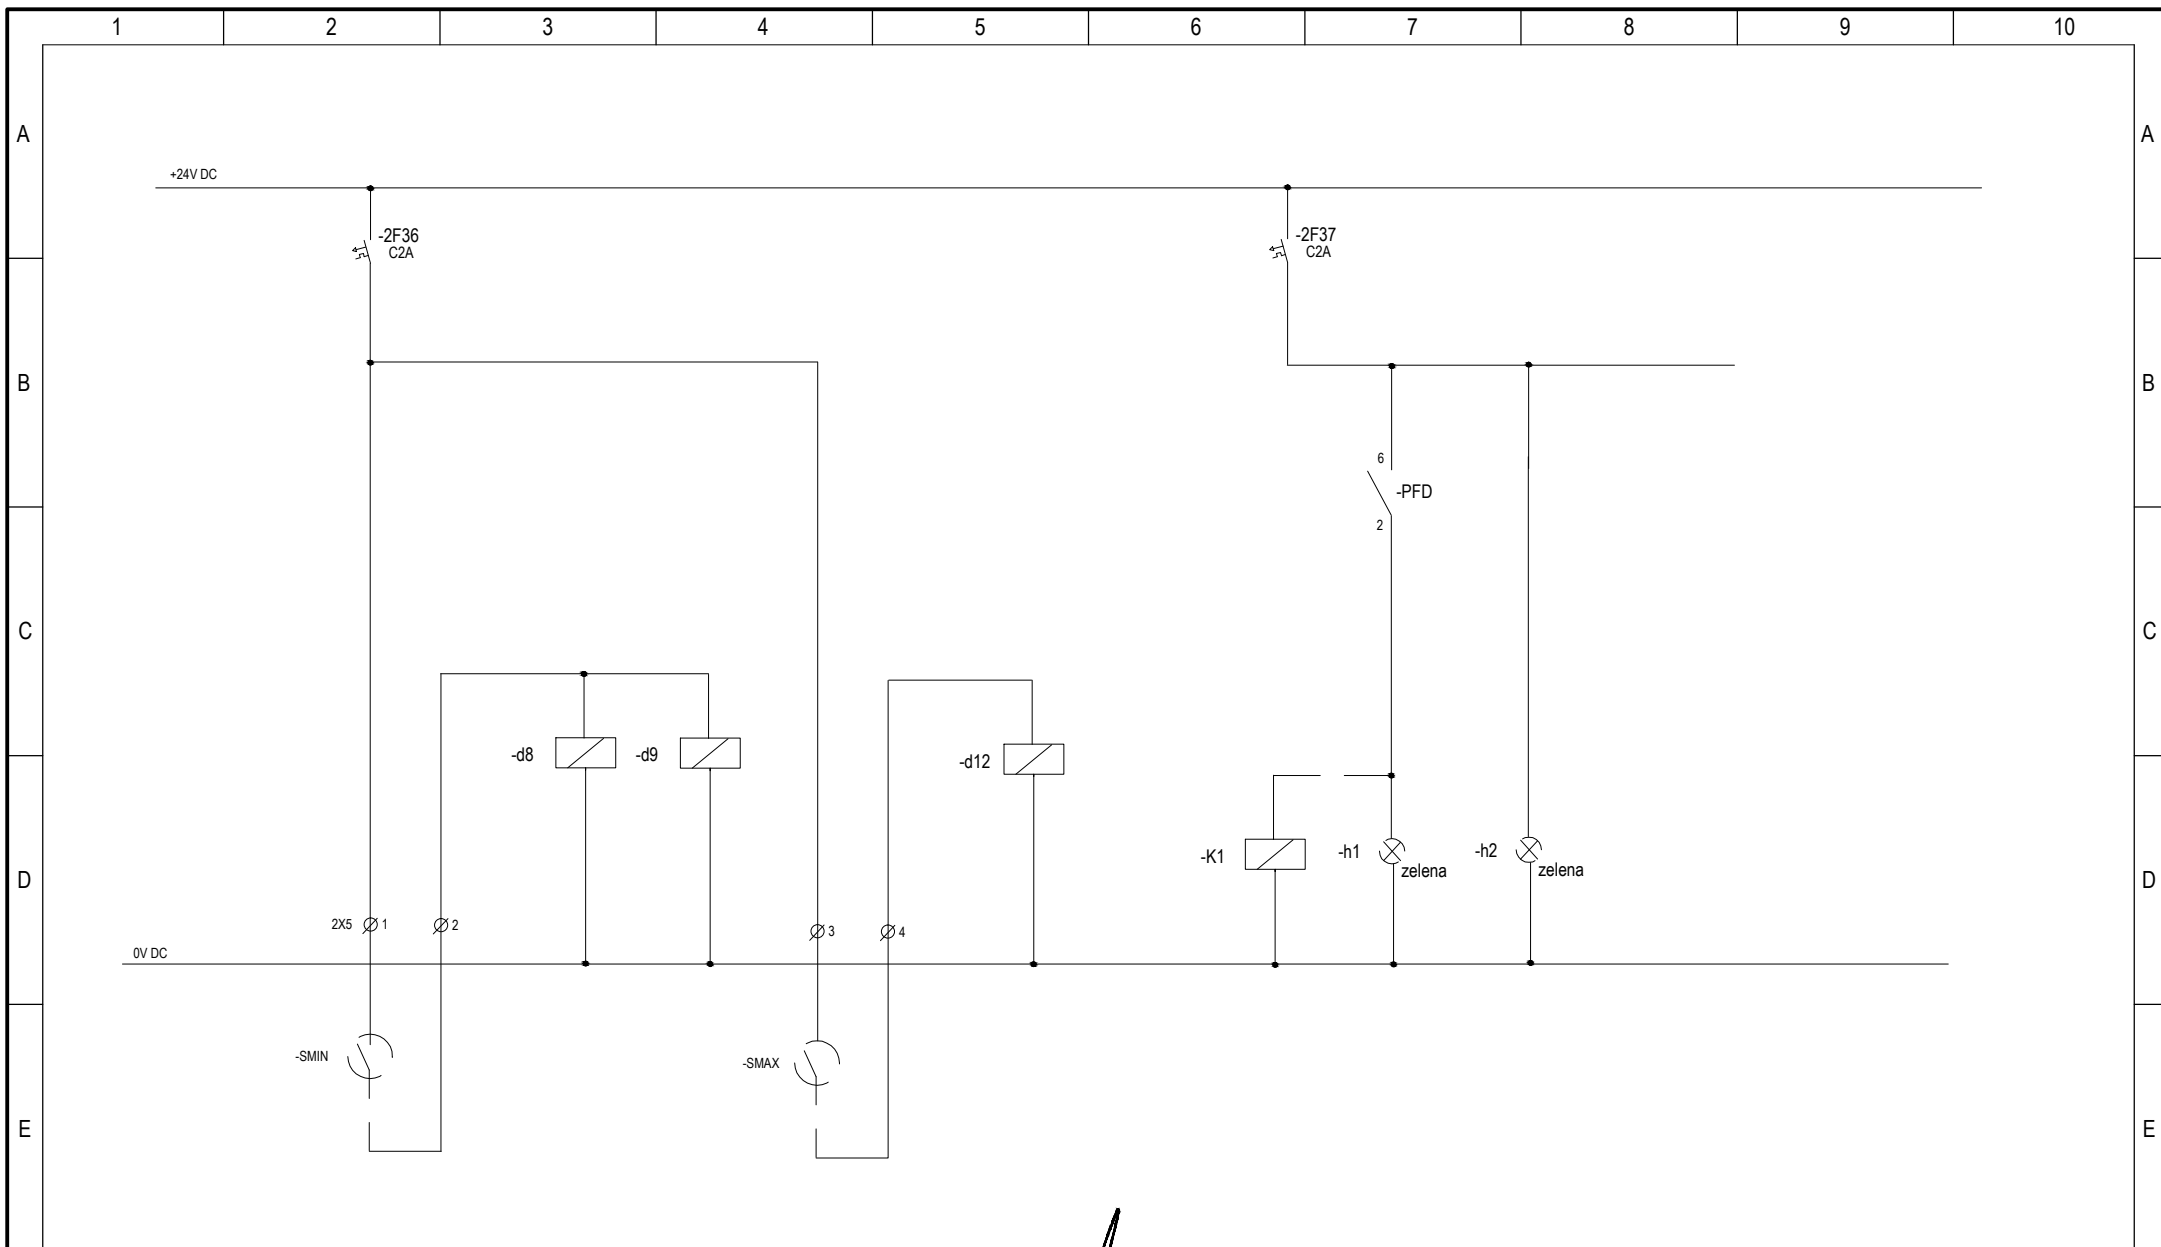 1 2 3 4 5 6 7 8 9 10
A A
+24V DC
-2F36 -2F37
C2A C2A
B B
6
-PFD
2
C C
-d8 -d9 -d12
-K1 -h1 -h2
zelena zelena
D D
2X5 1 2 3 4
0V DC
-SMIN -SMAX
E E